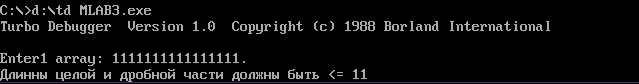 C:\>d:\td MLAB3.exe
Turbo Debugger  Version 1.0  Copyright (c) 1988 Borland International
Enter1 array: 1111111111111111.
Длинны целой и дробной части должны быть <= 11